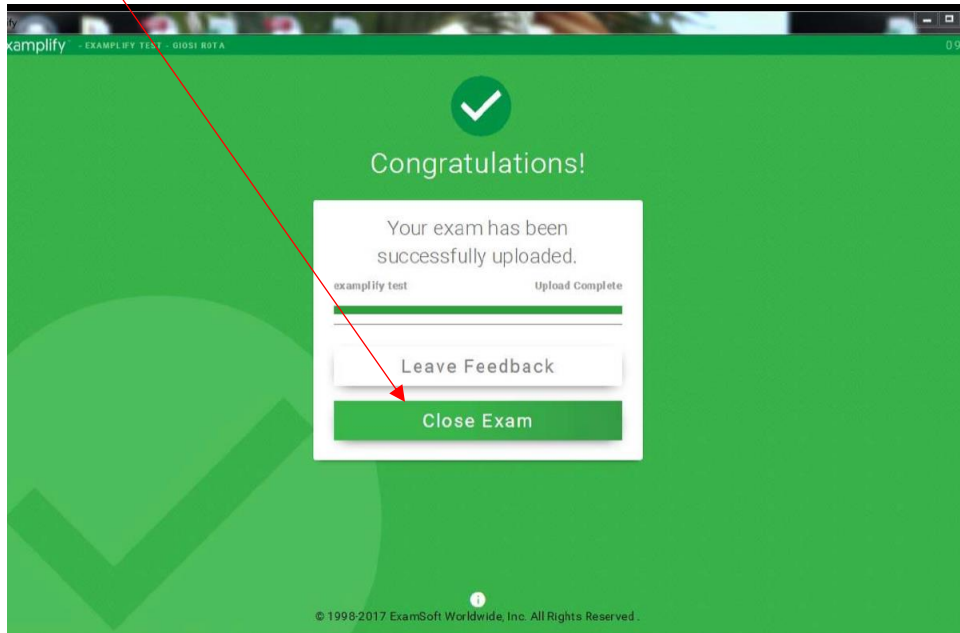 xamplify - EXAMPLIFY TEST - GIOSI ROTA 09
Congratulations!
Your exam has been
successfully uploaded.
examplify test Upload Complete
Leave Feedback
Close Exam
© 1998-2017 ExamSoft Worldwide, Inc. All Rights Reserved .